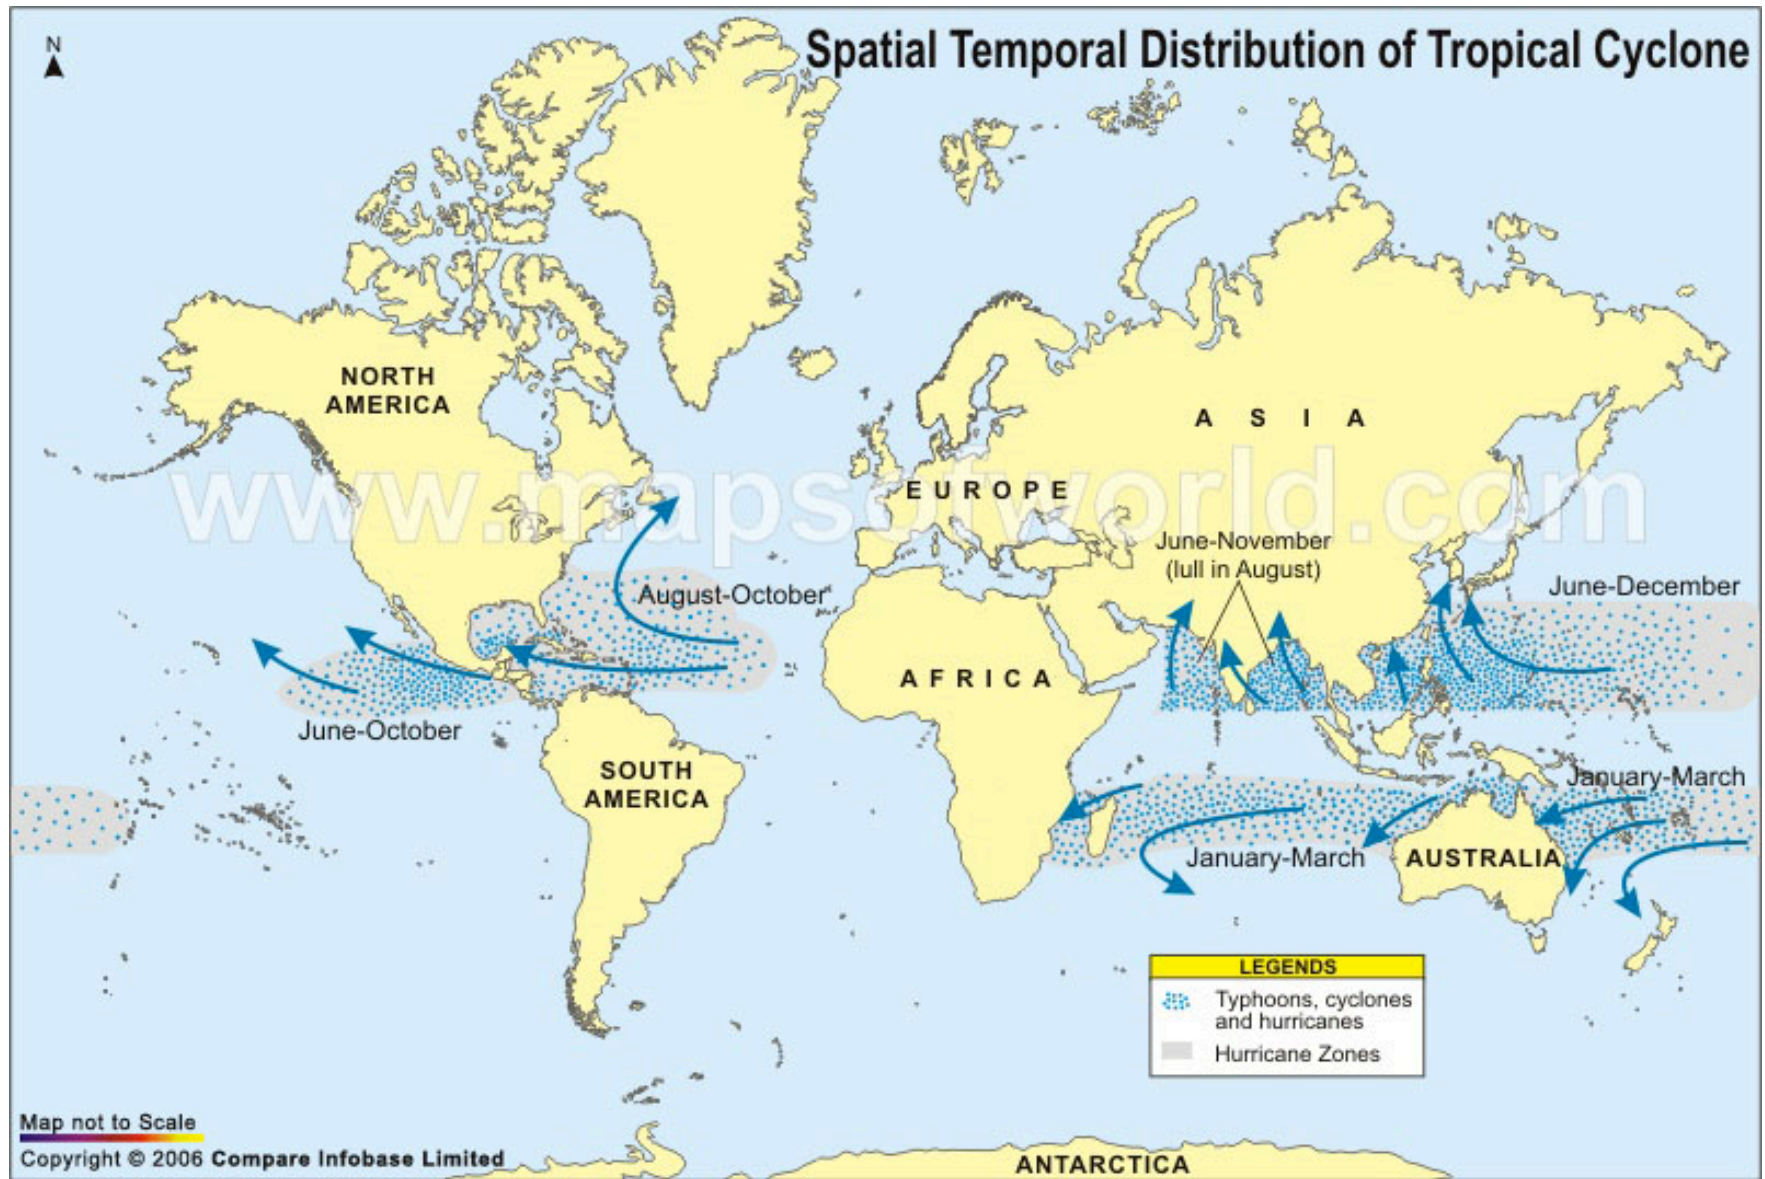 Spatial Temporal Distribution of Tropical Cyclone
N
NORTH
AMERICA
A S I A
www.mapsofworld.com
EUROPE
June-November
(lull in August)
August-October
June-December
AFRICA
June-October
SOUTH
AMERICA
January-March
January-March
AUSTRALIA
LEGENDS
Typhoons, cyclones
and hurricanes
Hurricane Zones
Map not to Scale
Copyright © 2006 Compare Infobase Limited
ANTARCTICA